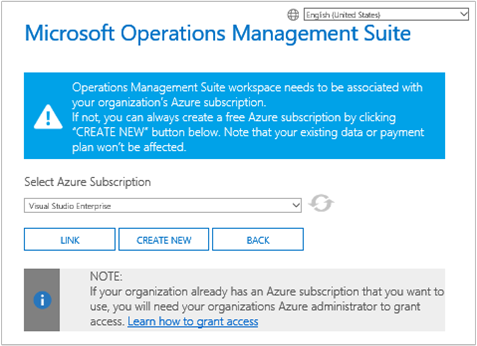 English (United States)
Microsoft Operations Management Suite
Operations Management Suite workspace needs to be associated with
your organization's Azure subscription.
If not, you can always create a free Azure subscription by clicking
"CREATE NEW" button below. Note that your existing data or payment
plan won't be affected.
Select Azure Subscription
Visual Studio Enterprise
LINK
CREATE NEW
BACK
NOTE:
If your organization already has an Azure subscription that you want to
use, you will need your organizations Azure administrator to grant
access. Learn how to grant access